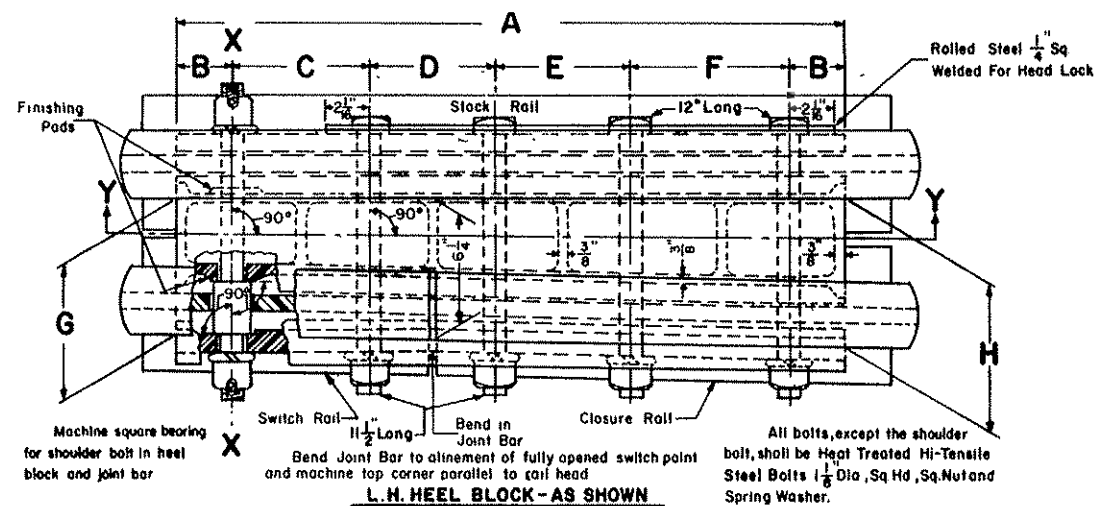 A
X
B C D E F B
Rolled Steel 1/4" Sq.
Welded For Head Lock
Finishing
Pads
2 1/16"
Stock Rail
12" Long
2 1/16"
Y
Y
90°
90°
6 1/4"
3/8"
3/8"
3/8"
G
90°
H
Switch Rail
11 1/2" Long
Bend in
Joint Bar
Closure Rail
X
Machine square bearing
for shoulder bolt in heel
block and joint bar
Bend Joint Bar to alinement of fully opened switch point
and machine top corner parallel to rail head
L.H. HEEL BLOCK - AS SHOWN
All bolts, except the shoulder
bolt, shall be Heat Treated Hi-Tensile
Steel Bolts 1 1/8" Dia., Sq. Hd., Sq. Nut and
Spring Washer.